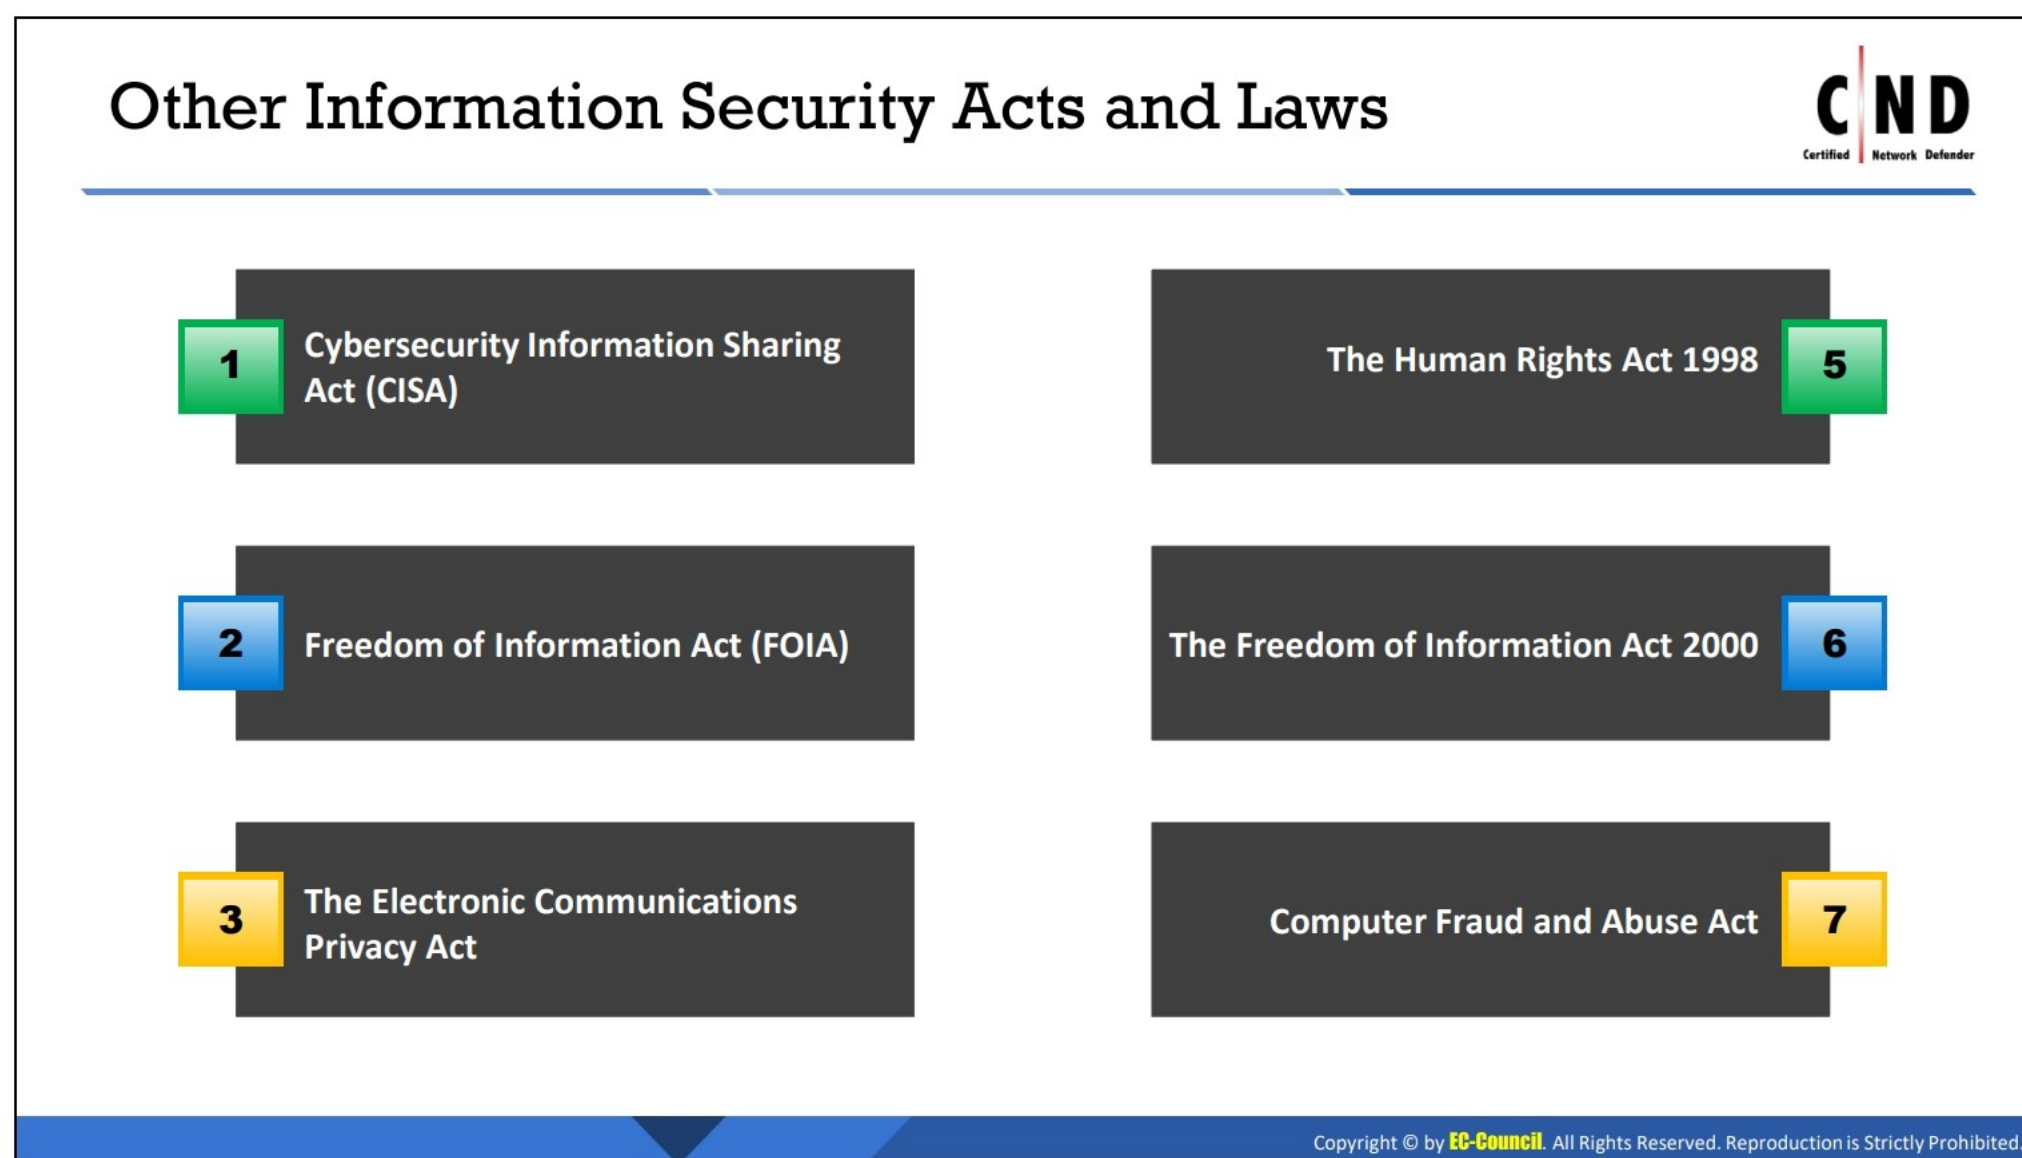 Other Information Security Acts and Laws
C ND
Certified Network Defender
1
Cybersecurity Information Sharing
Act (CISA)
2
Freedom of Information Act (FOIA)
3
The Electronic Communications
Privacy Act
The Human Rights Act 1998
5
The Freedom of Information Act 2000
6
Computer Fraud and Abuse Act
7
Copyright © by EC-Council. All Rights Reserved. Reproduction is Strictly Prohibited.